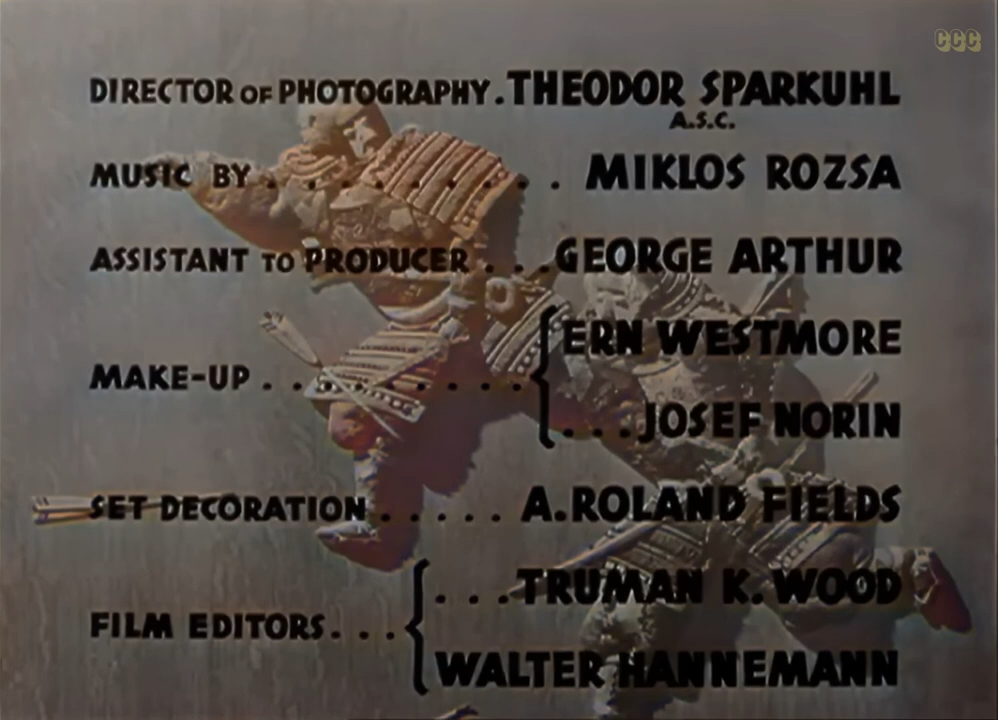 CCC
DIRECTOR OF PHOTOGRAPHY. THEODOR SPARKUHL
A.S.C.
MUSIC BY . . . . . . . . . . MIKLOS ROZSA
ASSISTANT TO PRODUCER . . . GEORGE ARTHUR
ERN WESTMORE
MAKE-UP . . . . . . . . . .
. . . JOSEF NORIN
SET DECORATION . . . . . A. ROLAND FIELDS
. . . TRUMAN K. WOOD
FILM EDITORS . . .
WALTER HANNEMANN